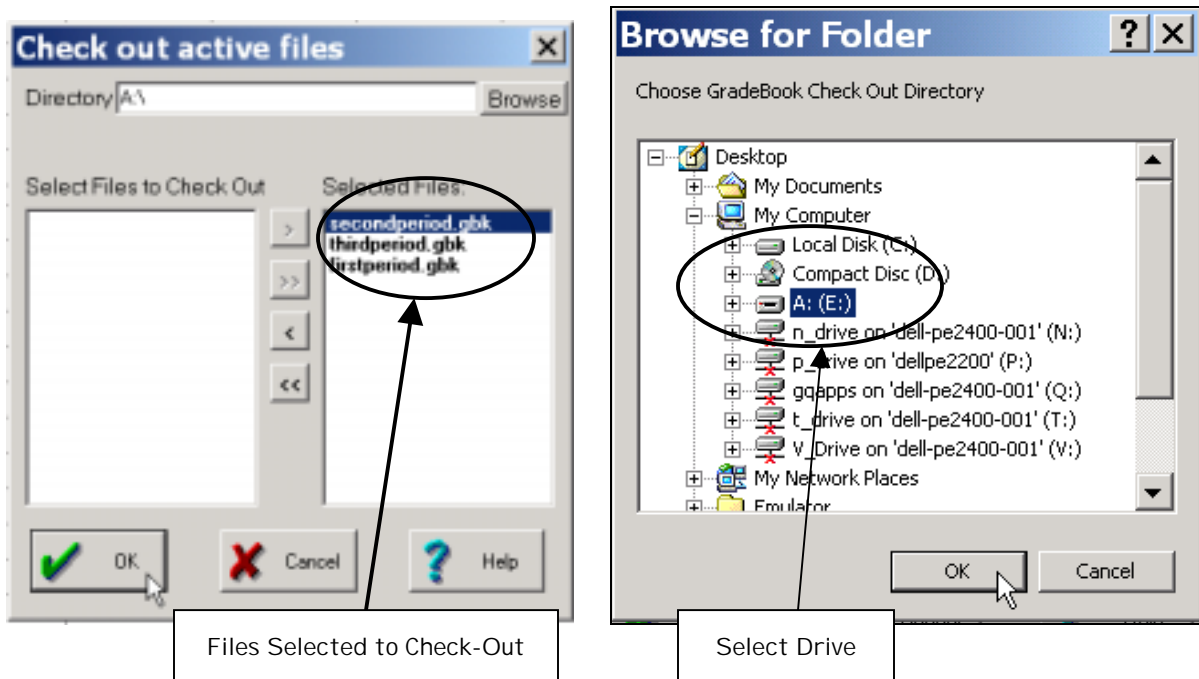 Check out active files
Directory A:\ Browse
Select Files to Check Out Selected Files:
secondperiod.gbk
thirdperiod.gbk
firstperiod.gbk
>
>>
<
<<
OK Cancel Help
Files Selected to Check-Out
Browse for Folder
Choose GradeBook Check Out Directory
Desktop
My Documents
My Computer
Local Disk (C:)
Compact Disc (D:)
A: (E:)
n_drive on 'dell-pe2400-001' (N:)
p_drive on 'dellpe2200' (P:)
gqapps on 'dell-pe2400-001' (Q:)
t_drive on 'dell-pe2400-001' (T:)
V_Drive on 'dell-pe2400-001' (V:)
My Network Places
Emulator
OK Cancel
Select Drive